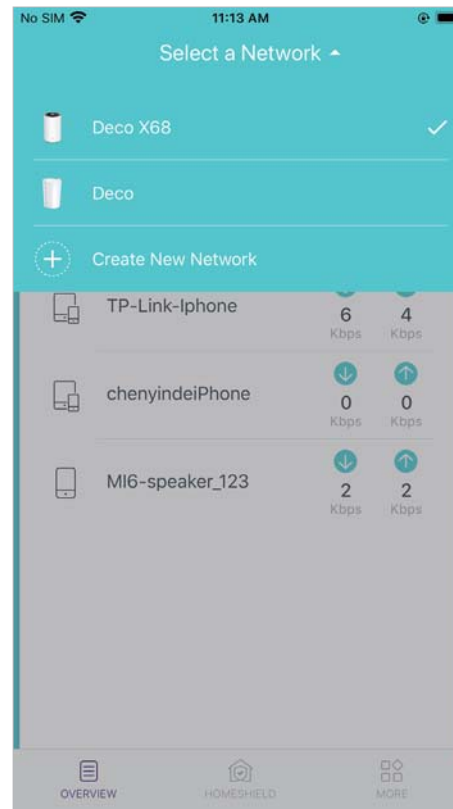 No SIM 11:13 AM
Select a Network
Deco X68
Deco
Create New Network
TP-Link-Iphone 6 4
Kbps Kbps
chenyindeiPhone 0 0
Kbps Kbps
MI6-speaker_123 2 2
Kbps Kbps
OVERVIEW HOMESHIELD MORE